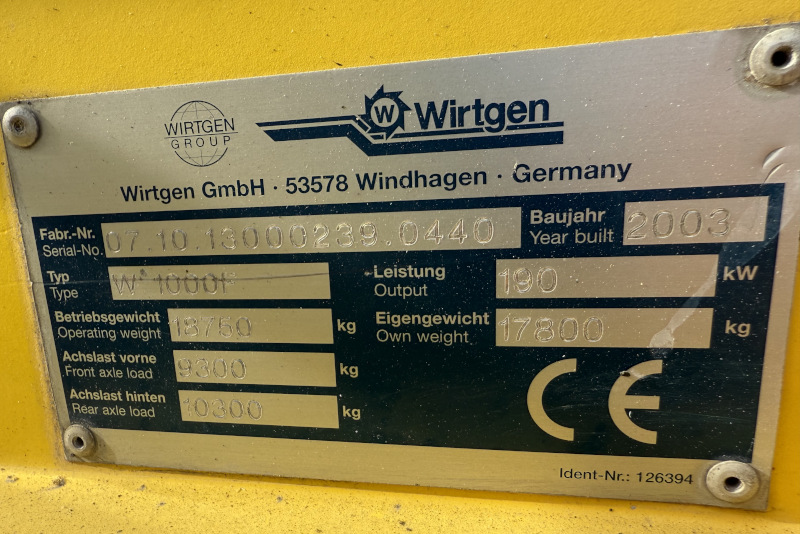 WIRTGEN
GROUP
W Wirtgen
Wirtgen GmbH · 53578 Windhagen · Germany
Fabr.-Nr.
Serial-No.
07.10.13000239.0440
Baujahr
Year built
2003
Typ
Type
W 1000F
Leistung
Output
190
kW
Betriebsgewicht
Operating weight
18750
kg
Eigengewicht
Own weight
17800
kg
Achslast vorne
Front axle load
9300
kg
Achslast hinten
Rear axle load
10300
kg
CE
Ident-Nr.: 126394